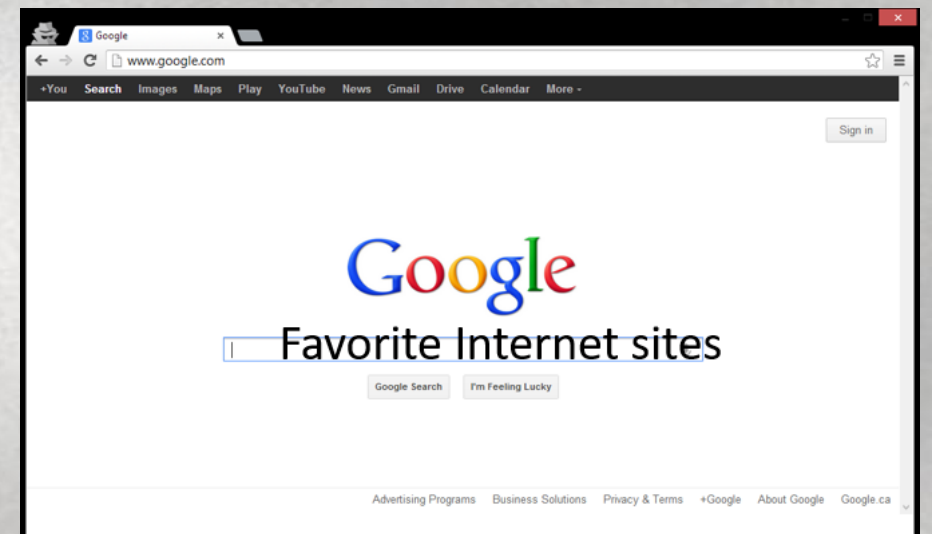 Google
www.google.com
+You Search Images Maps Play YouTube News Gmail Drive Calendar More
Sign in
Google
Favorite Internet sites
Google Search I'm Feeling Lucky
Advertising Programs Business Solutions Privacy & Terms +Google About Google Google.ca